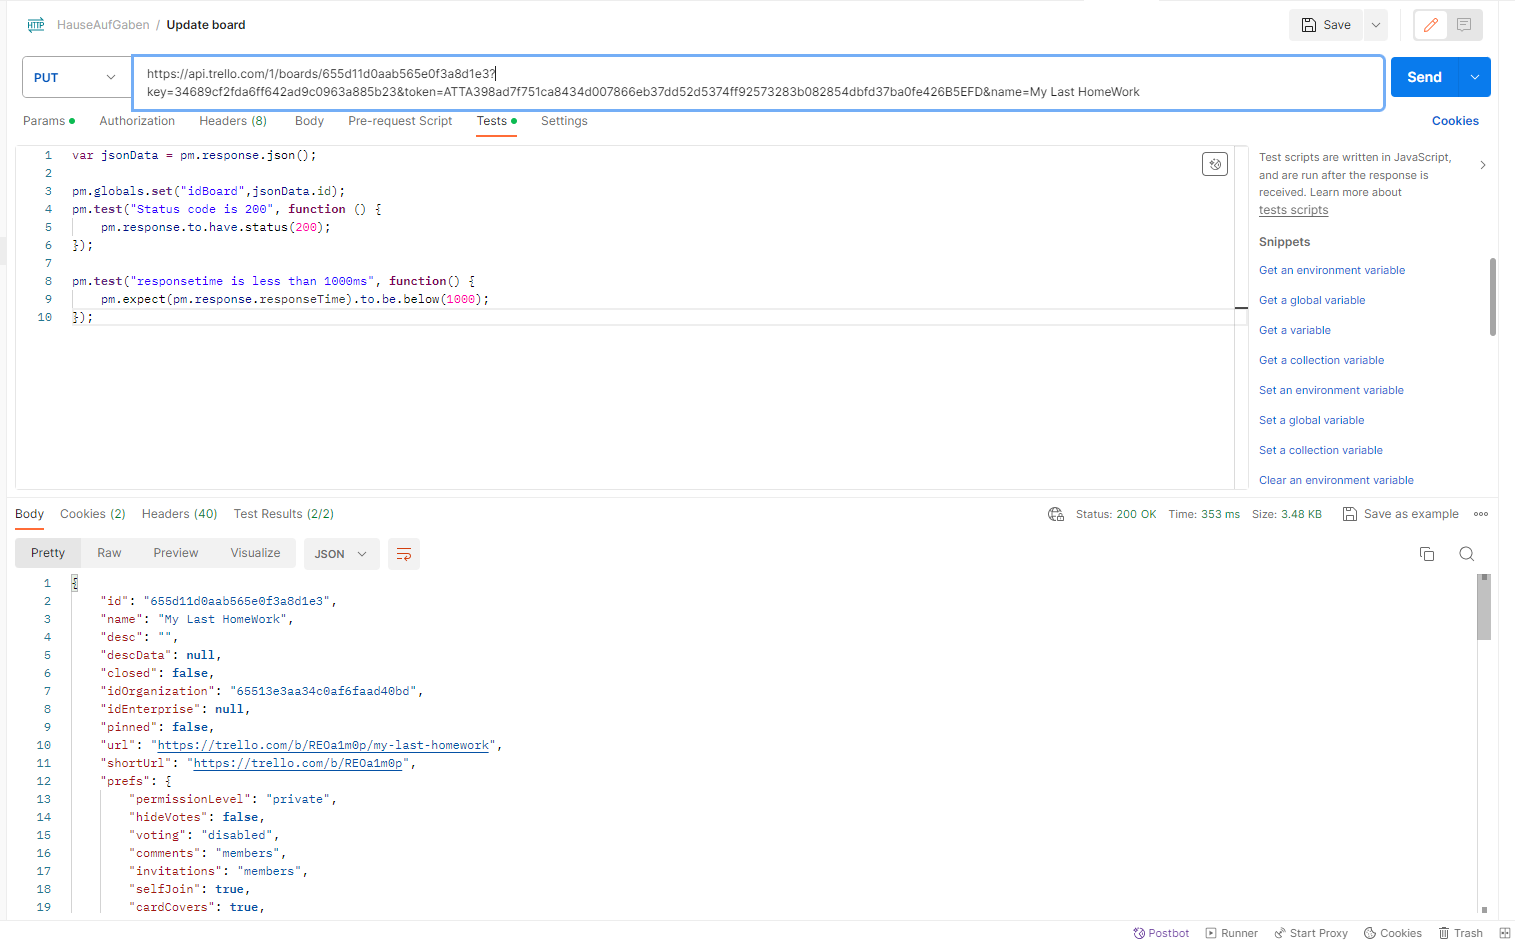 HTTP HauseAufGaben / Update board
Save
PUT
https://api.trello.com/1/boards/655d11d0aab565e0f3a8d1e3?
key=34689cf2fda6ff642ad9c0963a885b23&token=ATTA398ad7f751ca8434d007866eb37dd52d5374ff92573283b082854dbfd37ba0fe426B5EFD&name=My Last HomeWork
Send
Params Authorization Headers (8) Body Pre-request Script Tests Settings Cookies
1 var jsonData = pm.response.json();
2
3 pm.globals.set("idBoard",jsonData.id);
4 pm.test("Status code is 200", function () {
5 pm.response.to.have.status(200);
6 });
7
8 pm.test("responsetime is less than 1000ms", function() {
9 pm.expect(pm.response.responseTime).to.be.below(1000);
10 });
Test scripts are written in JavaScript,
and are run after the response is
received. Learn more about
tests scripts
Snippets
Get an environment variable
Get a global variable
Get a variable
Get a collection variable
Set an environment variable
Set a global variable
Set a collection variable
Clear an environment variable
Body Cookies (2) Headers (40) Test Results (2/2) Status: 200 OK Time: 353 ms Size: 3.48 KB Save as example
Pretty Raw Preview Visualize JSON
1 {
2 "id": "655d11d0aab565e0f3a8d1e3",
3 "name": "My Last HomeWork",
4 "desc": "",
5 "descData": null,
6 "closed": false,
7 "idOrganization": "65513e3aa34c0af6faad40bd",
8 "idEnterprise": null,
9 "pinned": false,
10 "url": "https://trello.com/b/REOa1m0p/my-last-homework",
11 "shortUrl": "https://trello.com/b/REOa1m0p",
12 "prefs": {
13 "permissionLevel": "private",
14 "hideVotes": false,
15 "voting": "disabled",
16 "comments": "members",
17 "invitations": "members",
18 "selfJoin": true,
19 "cardCovers": true,
Postbot Runner Start Proxy Cookies Trash